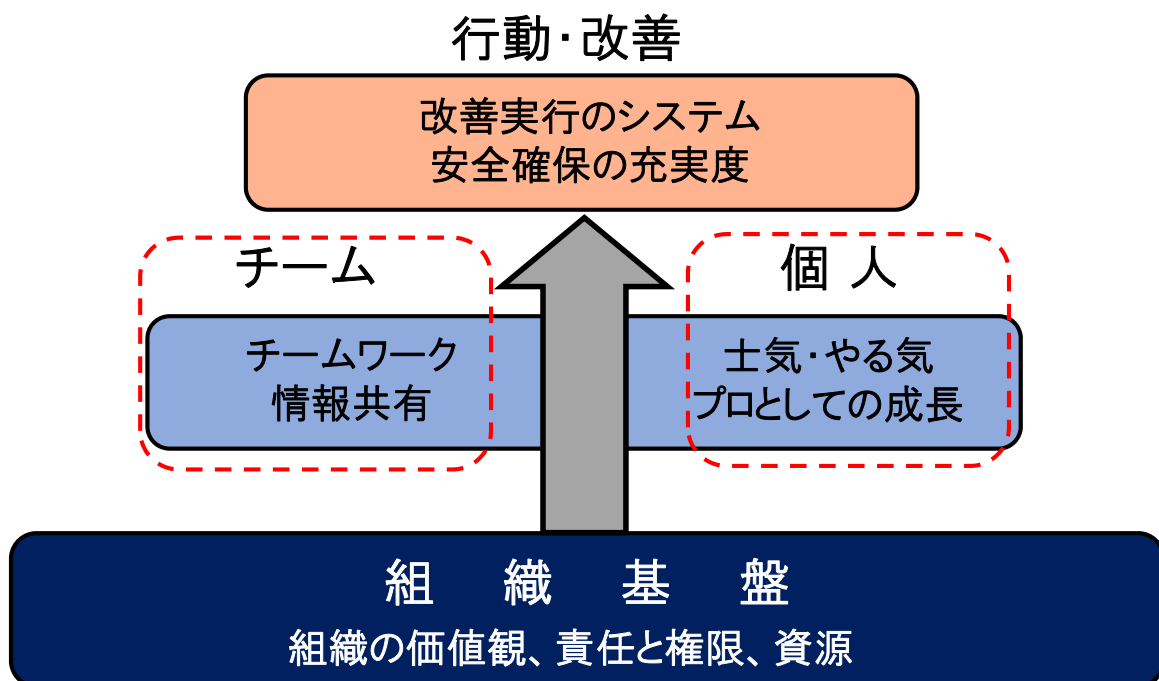 行動・改善
改善実行のシステム
安全確保の充実度
チーム
チームワーク
情報共有
個 人
士気・やる気
プロとしての成長
組 織 基 盤
組織の価値観、責任と権限、資源